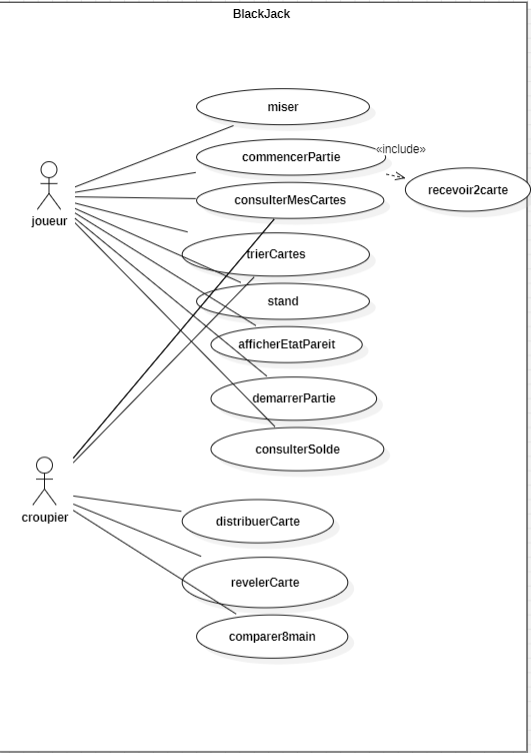 BlackJack
miser
commencerPartie
«include»
recevoir2carte
consulterMesCartes
joueur
trierCartes
stand
afficherEtatPareit
demarrerPartie
consulterSolde
croupier
distribuerCarte
revelerCarte
comparer8main